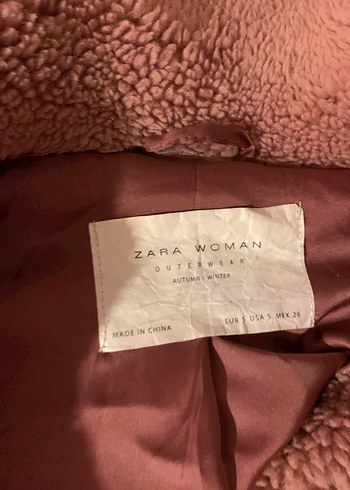 ZARA WOMAN
OUTERWEAR
AUTUMN | WINTER
MADE IN CHINA
EUR S USA S MEX 26